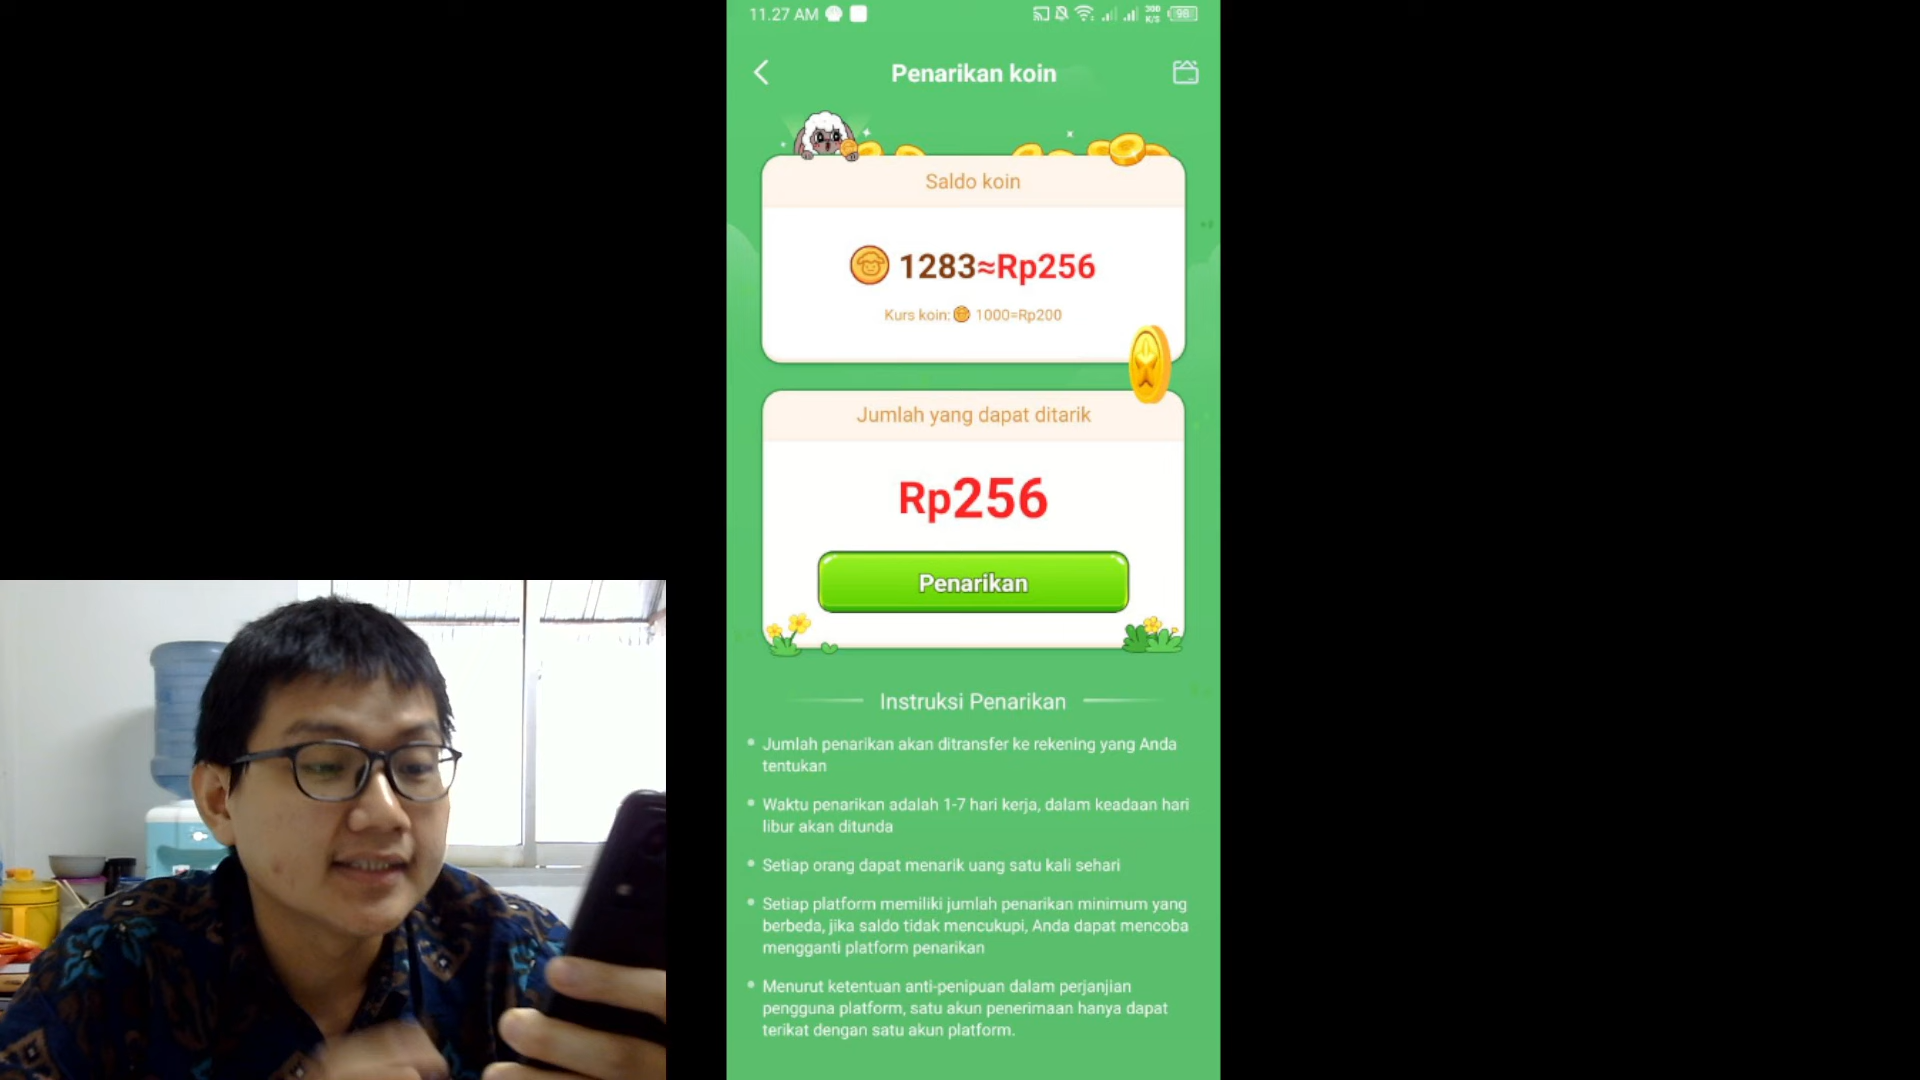 11.27 AM
308 K/S
98
Penarikan koin
Saldo koin
1283≈Rp256
Kurs koin: 1000=Rp200
Jumlah yang dapat ditarik
Rp256
Penarikan
Instruksi Penarikan
Jumlah penarikan akan ditransfer ke rekening yang Anda
tentukan
Waktu penarikan adalah 1-7 hari kerja, dalam keadaan hari
libur akan ditunda
Setiap orang dapat menarik uang satu kali sehari
Setiap platform memiliki jumlah penarikan minimum yang
berbeda, jika saldo tidak mencukupi, Anda dapat mencoba
mengganti platform penarikan
Menurut ketentuan anti-penipuan dalam perjanjian
pengguna platform, satu akun penerimaan hanya dapat
terikat dengan satu akun platform.